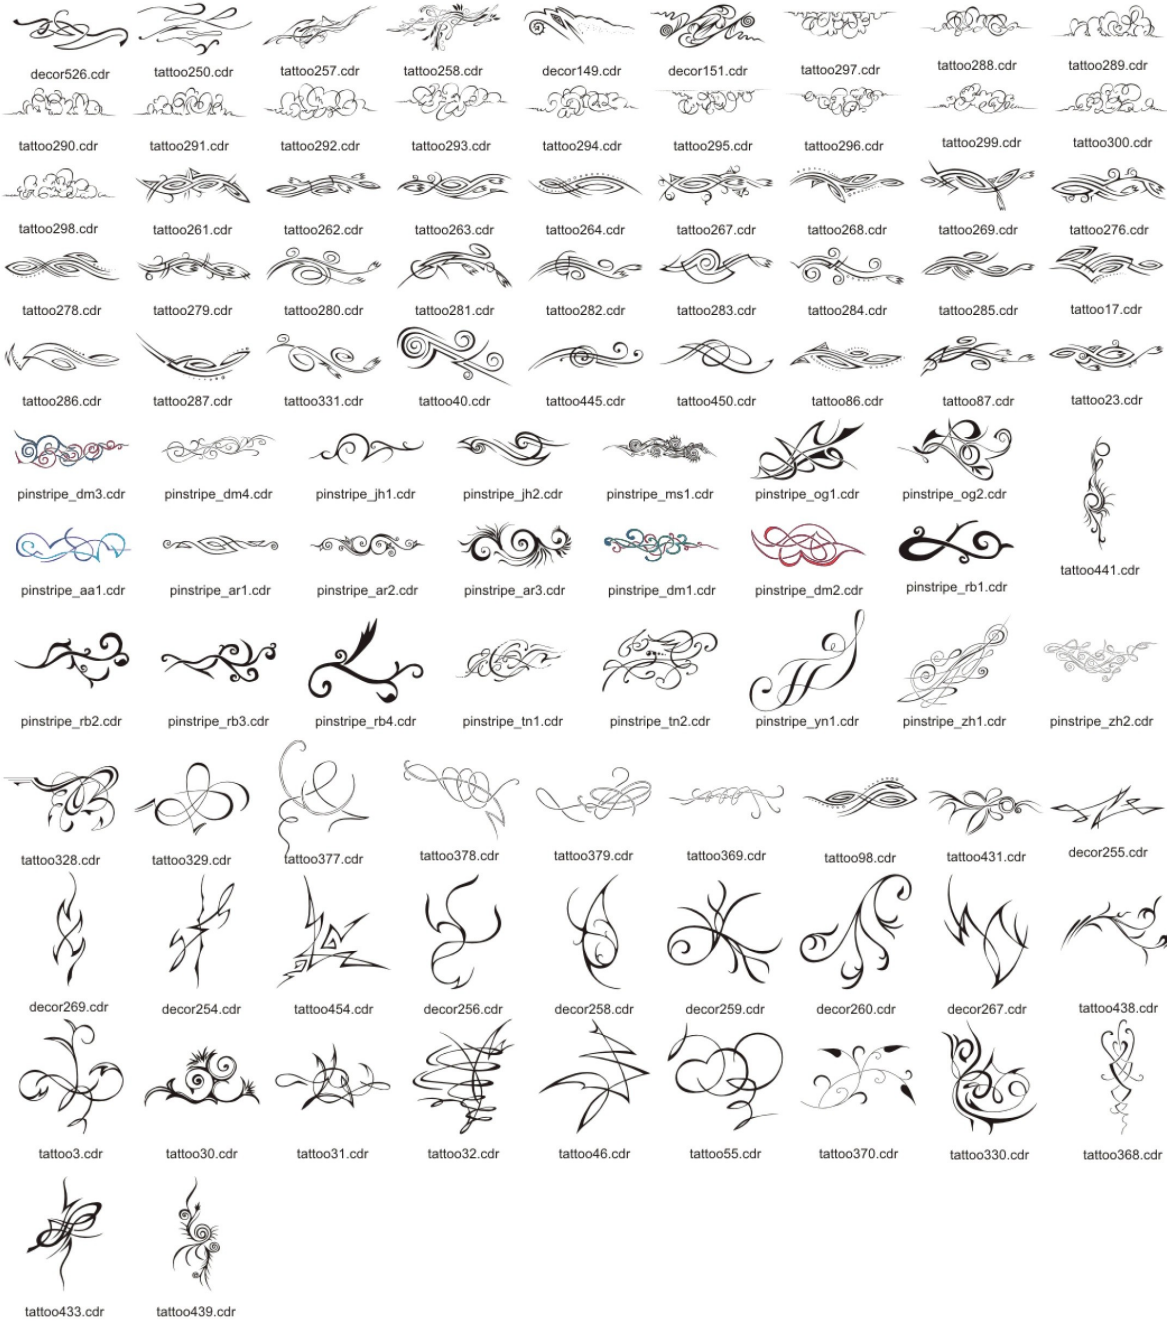 decor526.cdr tattoo250.cdr tattoo257.cdr tattoo258.cdr decor149.cdr decor151.cdr tattoo297.cdr tattoo288.cdr tattoo289.cdr
tattoo290.cdr tattoo291.cdr tattoo292.cdr tattoo293.cdr tattoo294.cdr tattoo295.cdr tattoo296.cdr tattoo299.cdr tattoo300.cdr
tattoo298.cdr tattoo261.cdr tattoo262.cdr tattoo263.cdr tattoo264.cdr tattoo267.cdr tattoo268.cdr tattoo269.cdr tattoo276.cdr
tattoo278.cdr tattoo279.cdr tattoo280.cdr tattoo281.cdr tattoo282.cdr tattoo283.cdr tattoo284.cdr tattoo285.cdr tattoo17.cdr
tattoo286.cdr tattoo287.cdr tattoo331.cdr tattoo40.cdr tattoo445.cdr tattoo450.cdr tattoo86.cdr tattoo87.cdr tattoo23.cdr
pinstripe_dm3.cdr pinstripe_dm4.cdr pinstripe_jh1.cdr pinstripe_jh2.cdr pinstripe_ms1.cdr pinstripe_og1.cdr pinstripe_og2.cdr
tattoo441.cdr
pinstripe_aa1.cdr pinstripe_ar1.cdr pinstripe_ar2.cdr pinstripe_ar3.cdr pinstripe_dm1.cdr pinstripe_dm2.cdr pinstripe_rb1.cdr
pinstripe_rb2.cdr pinstripe_rb3.cdr pinstripe_rb4.cdr pinstripe_tn1.cdr pinstripe_tn2.cdr pinstripe_yn1.cdr pinstripe_zh1.cdr pinstripe_zh2.cdr
tattoo328.cdr tattoo329.cdr tattoo377.cdr tattoo378.cdr tattoo379.cdr tattoo369.cdr tattoo98.cdr tattoo431.cdr decor255.cdr
decor269.cdr decor254.cdr tattoo454.cdr decor256.cdr decor258.cdr decor259.cdr decor260.cdr decor267.cdr tattoo438.cdr
tattoo3.cdr tattoo30.cdr tattoo31.cdr tattoo32.cdr tattoo46.cdr tattoo55.cdr tattoo370.cdr tattoo330.cdr tattoo368.cdr
tattoo433.cdr tattoo439.cdr